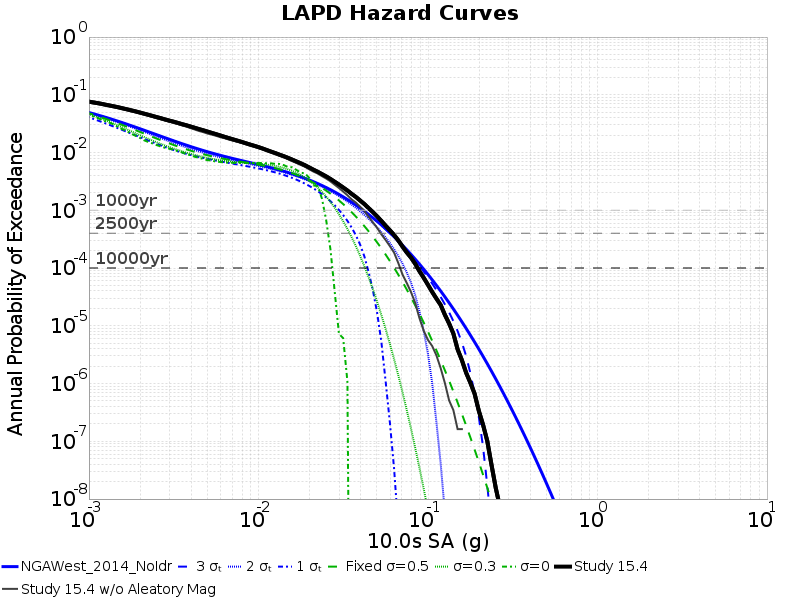 LAPD Hazard Curves
Annual Probability of Exceedance
10^0
10^-1
10^-2
10^-3
10^-4
10^-5
10^-6
10^-7
10^-8
1000yr
2500yr
10000yr
10^-3 10^-2 10^-1 10^0 10^1
10.0s SA (g)
NGAWest_2014_NoIdr 3 σₜ 2 σₜ 1 σₜ Fixed σ=0.5 σ=0.3 σ=0 Study 15.4
Study 15.4 w/o Aleatory Mag